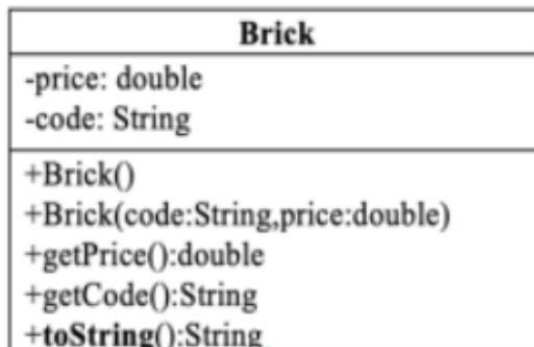 Brick
-price: double
-code: String
+Brick()
+Brick(code:String,price:double)
+getPrice():double
+getCode():String
+toString():String